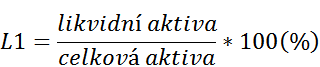 L1 = likvidní aktiva / celková aktiva * 100(%)